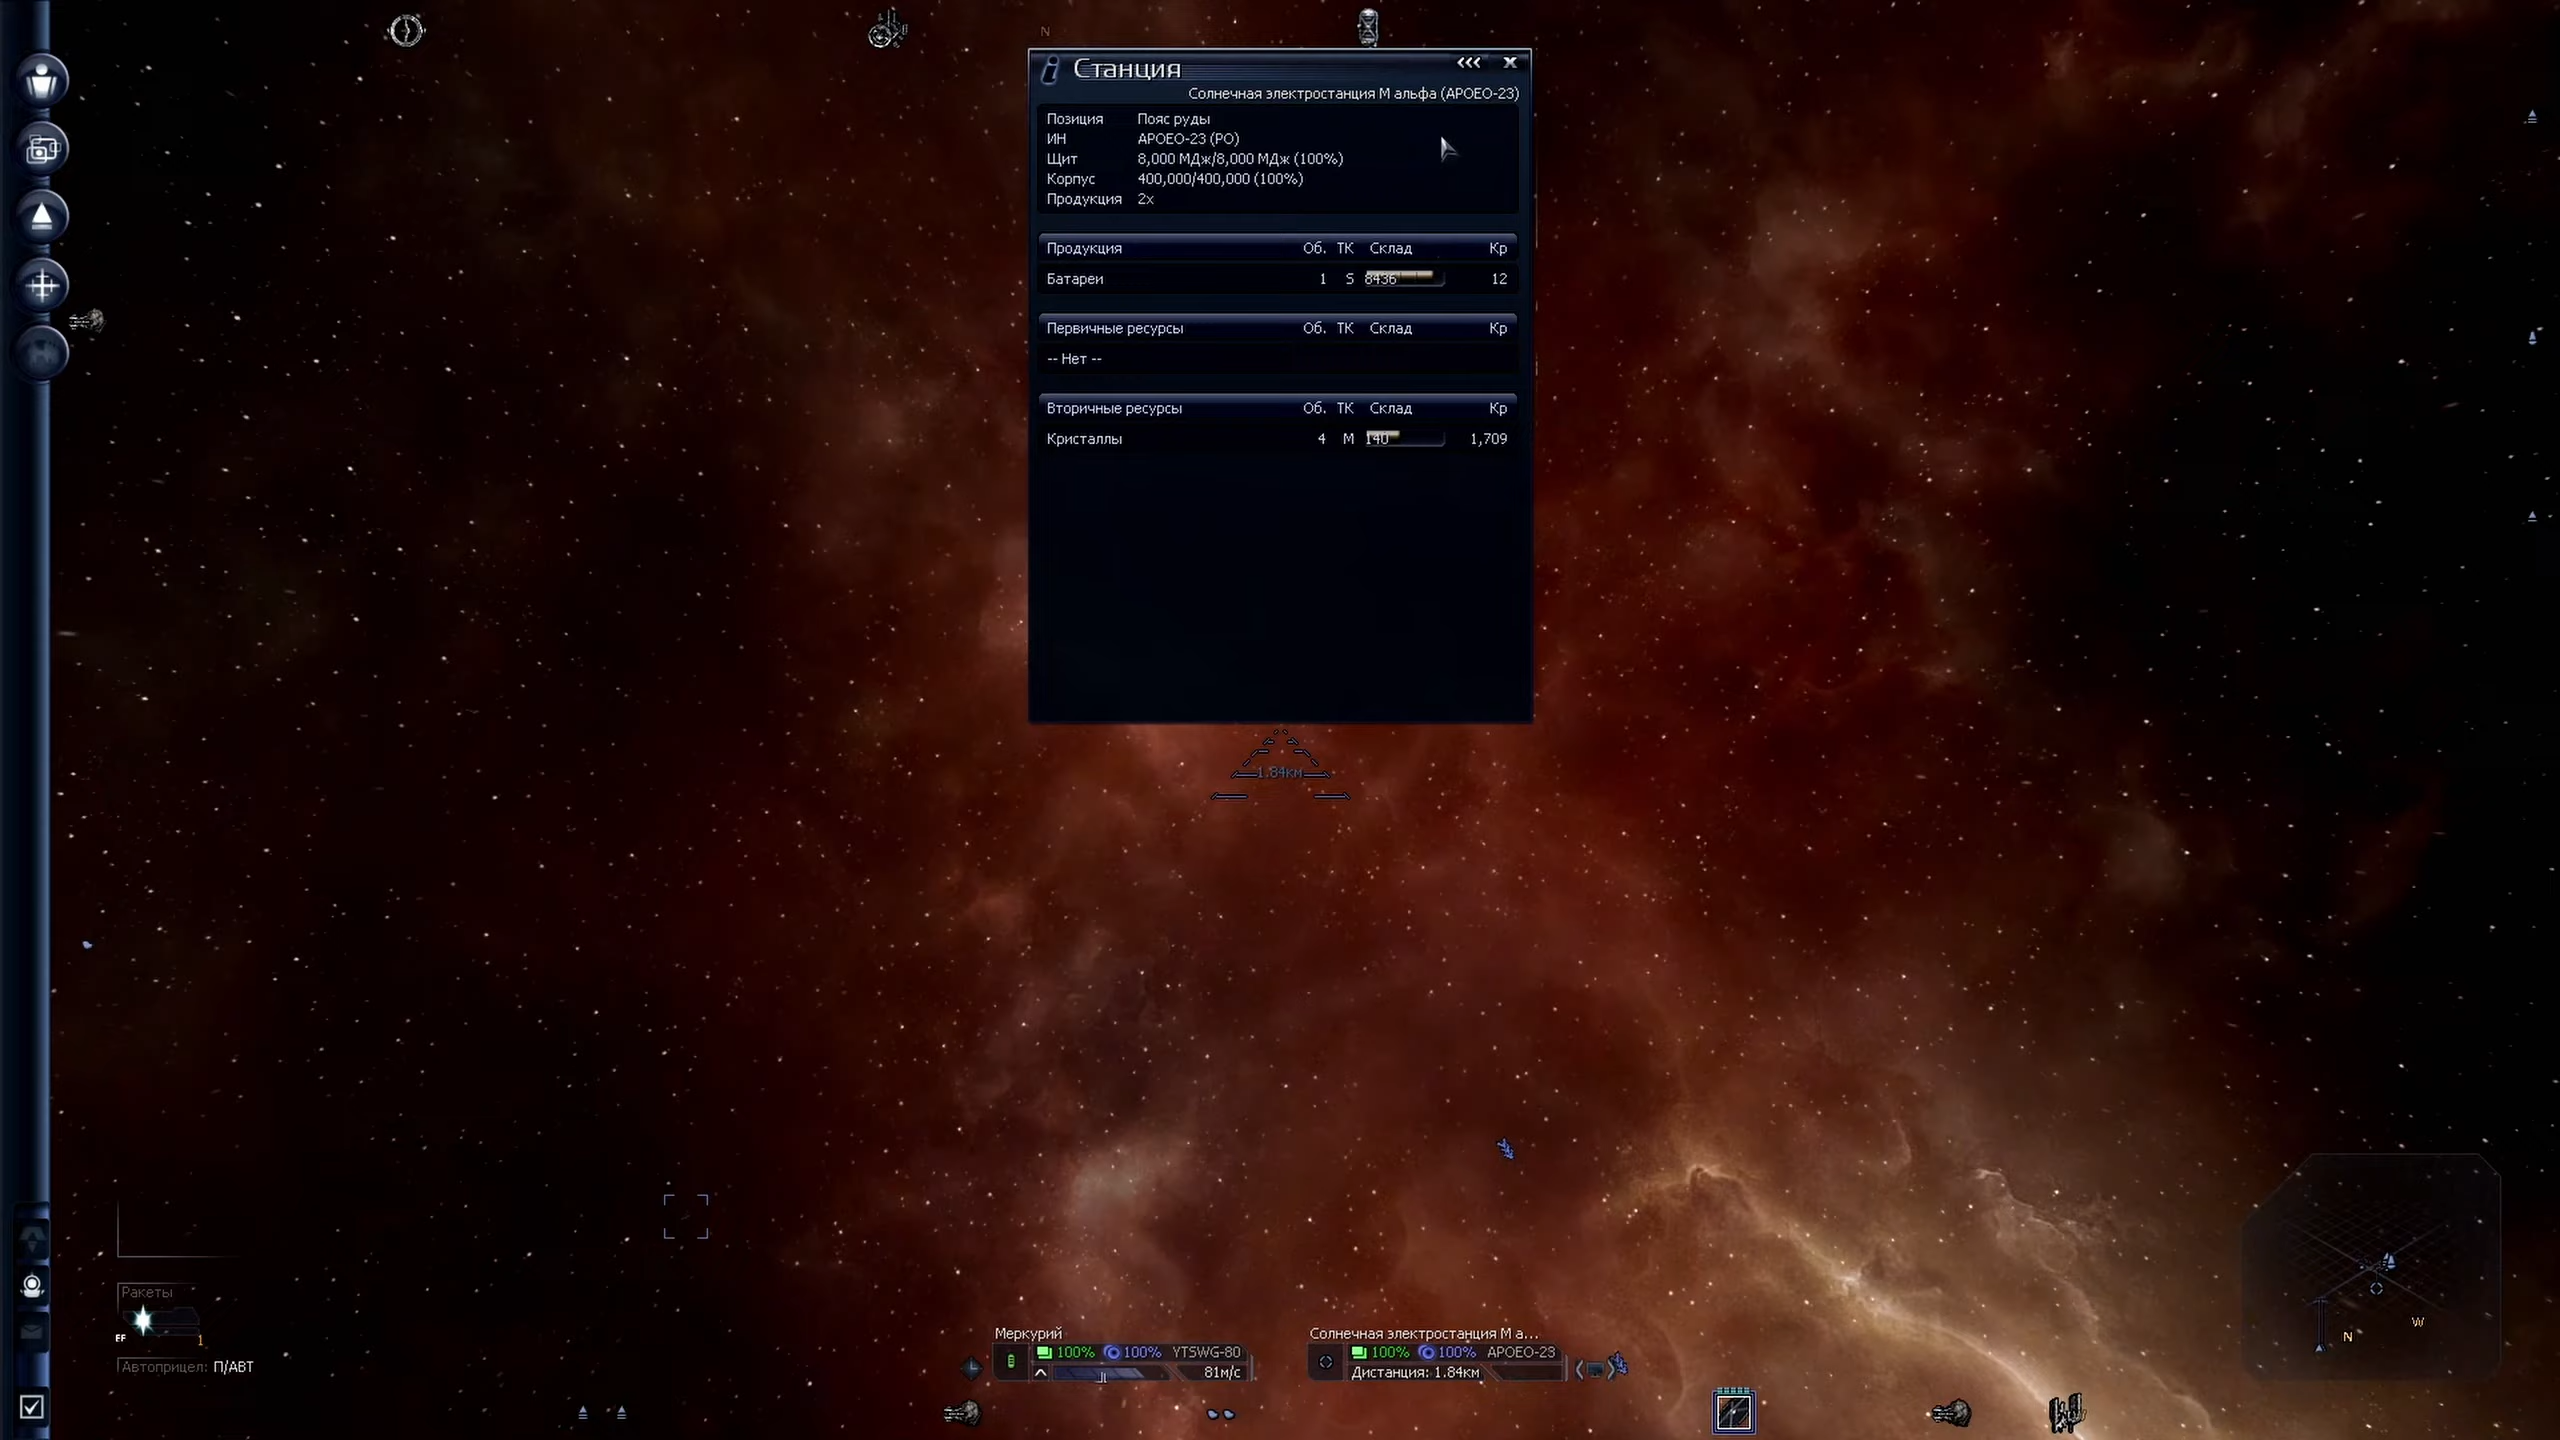 N
Станция
Солнечная электростанция М альфа (APOEO-23)
Позиция Пояс руды
ИН APOEO-23 (PO)
Щит 8,000 МДж/8,000 МДж (100%)
Корпус 400,000/400,000 (100%)
Продукция 2x
Продукция Об. ТК Склад Кр
Батареи 1 S 8436 12
Первичные ресурсы Об. ТК Склад Кр
-- Нет --
Вторичные ресурсы Об. ТК Склад Кр
Кристаллы 4 M 140 1,709
1.84км
Ракеты
FF 1
Автоприцел: П/АВТ
Меркурий
100% 100% YTSWG-80
81м/с
Солнечная электростанция М а...
100% 100% APOEO-23
Дистанция: 1.84км
W
N